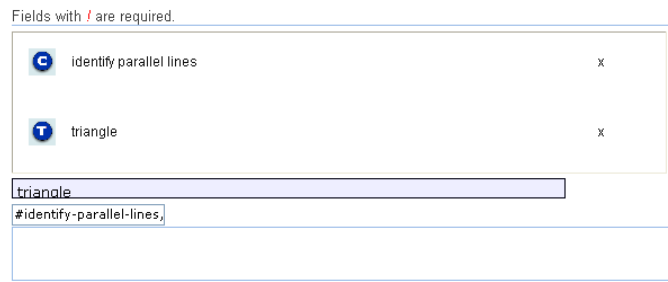 Fields with ! are required.
C identify parallel lines x
T triangle x
triangle
#identify-parallel-lines,